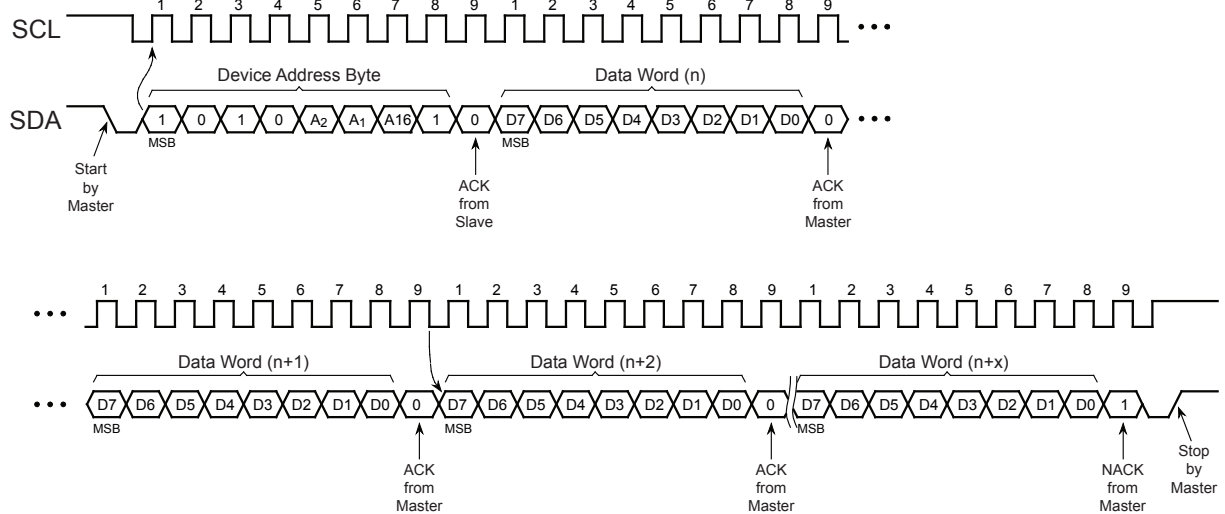 1 2 3 4 5 6 7 8 9 1 2 3 4 5 6 7 8 9
SCL
Device Address Byte Data Word (n)
SDA 1 0 1 0 A2 A1 A16 1 0 D7 D6 D5 D4 D3 D2 D1 D0 0
MSB MSB
Start
by
Master
ACK
from
Slave
ACK
from
Master
1 2 3 4 5 6 7 8 9 1 2 3 4 5 6 7 8 9 1 2 3 4 5 6 7 8 9
Data Word (n+1) Data Word (n+2) Data Word (n+x)
D7 D6 D5 D4 D3 D2 D1 D0 0 D7 D6 D5 D4 D3 D2 D1 D0 0 D7 D6 D5 D4 D3 D2 D1 D0 1
MSB MSB MSB
ACK
from
Master
ACK
from
Master
NACK
from
Master
Stop
by
Master